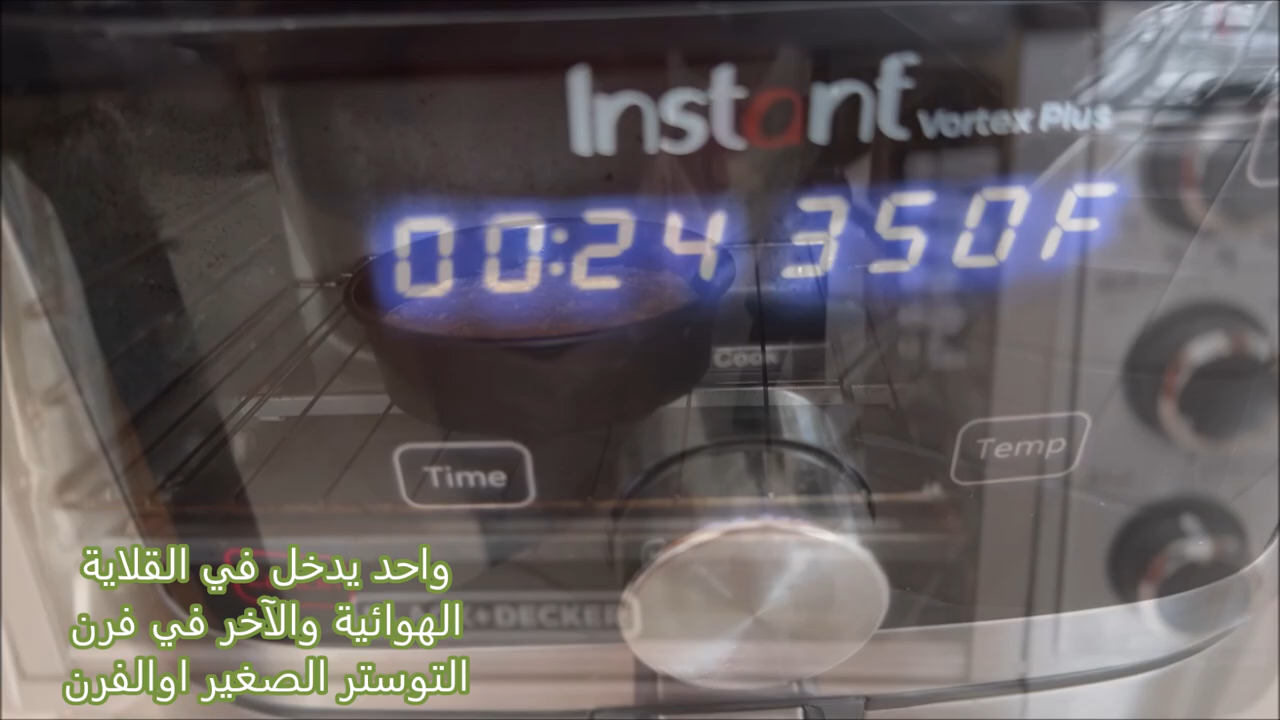 Instant Vortex Plus
00:24 350F
Cook
Time
Temp
واحد يدخل في القلاية
الهوائية والآخر في فرن
التوستر الصغير اوالفرن
+DECKER